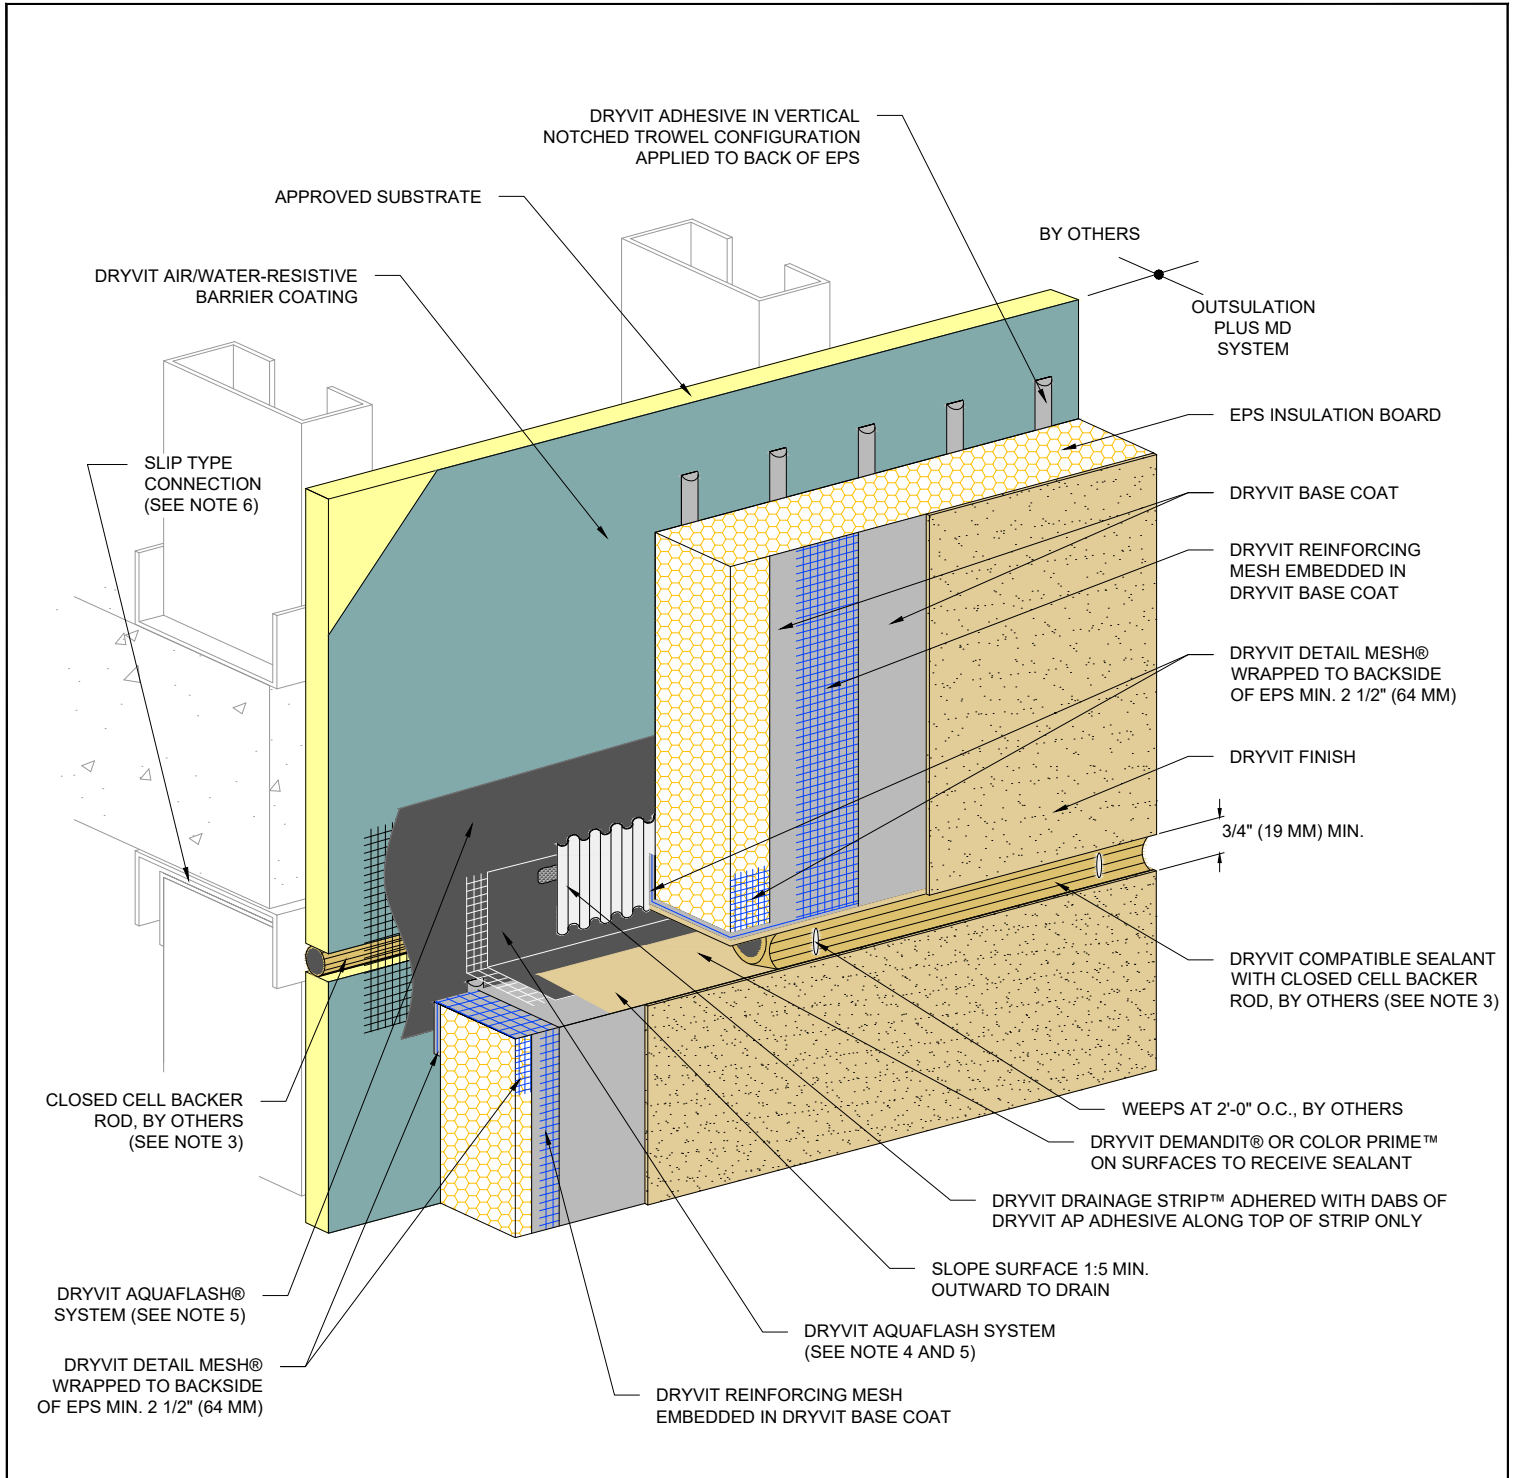 DRYVIT ADHESIVE IN VERTICAL
NOTCHED TROWEL CONFIGURATION
APPLIED TO BACK OF EPS
APPROVED SUBSTRATE
BY OTHERS
DRYVIT AIR/WATER-RESISTIVE
BARRIER COATING
OUTSULATION
PLUS MD
SYSTEM
EPS INSULATION BOARD
SLIP TYPE
CONNECTION
(SEE NOTE 6)
DRYVIT BASE COAT
DRYVIT REINFORCING
MESH EMBEDDED IN
DRYVIT BASE COAT
DRYVIT DETAIL MESH®
WRAPPED TO BACKSIDE
OF EPS MIN. 2 1/2" (64 MM)
DRYVIT FINISH
3/4" (19 MM) MIN.
DRYVIT COMPATIBLE SEALANT
WITH CLOSED CELL BACKER
ROD, BY OTHERS (SEE NOTE 3)
CLOSED CELL BACKER
ROD, BY OTHERS
(SEE NOTE 3)
WEEPS AT 2'-0" O.C., BY OTHERS
DRYVIT DEMANDIT® OR COLOR PRIME™
ON SURFACES TO RECEIVE SEALANT
DRYVIT DRAINAGE STRIP™ ADHERED WITH DABS OF
DRYVIT AP ADHESIVE ALONG TOP OF STRIP ONLY
SLOPE SURFACE 1:5 MIN.
OUTWARD TO DRAIN
DRYVIT AQUAFLASH®
SYSTEM (SEE NOTE 5)
DRYVIT AQUAFLASH SYSTEM
(SEE NOTE 4 AND 5)
DRYVIT DETAIL MESH®
WRAPPED TO BACKSIDE
OF EPS MIN. 2 1/2" (64 MM)
DRYVIT REINFORCING MESH
EMBEDDED IN DRYVIT BASE COAT